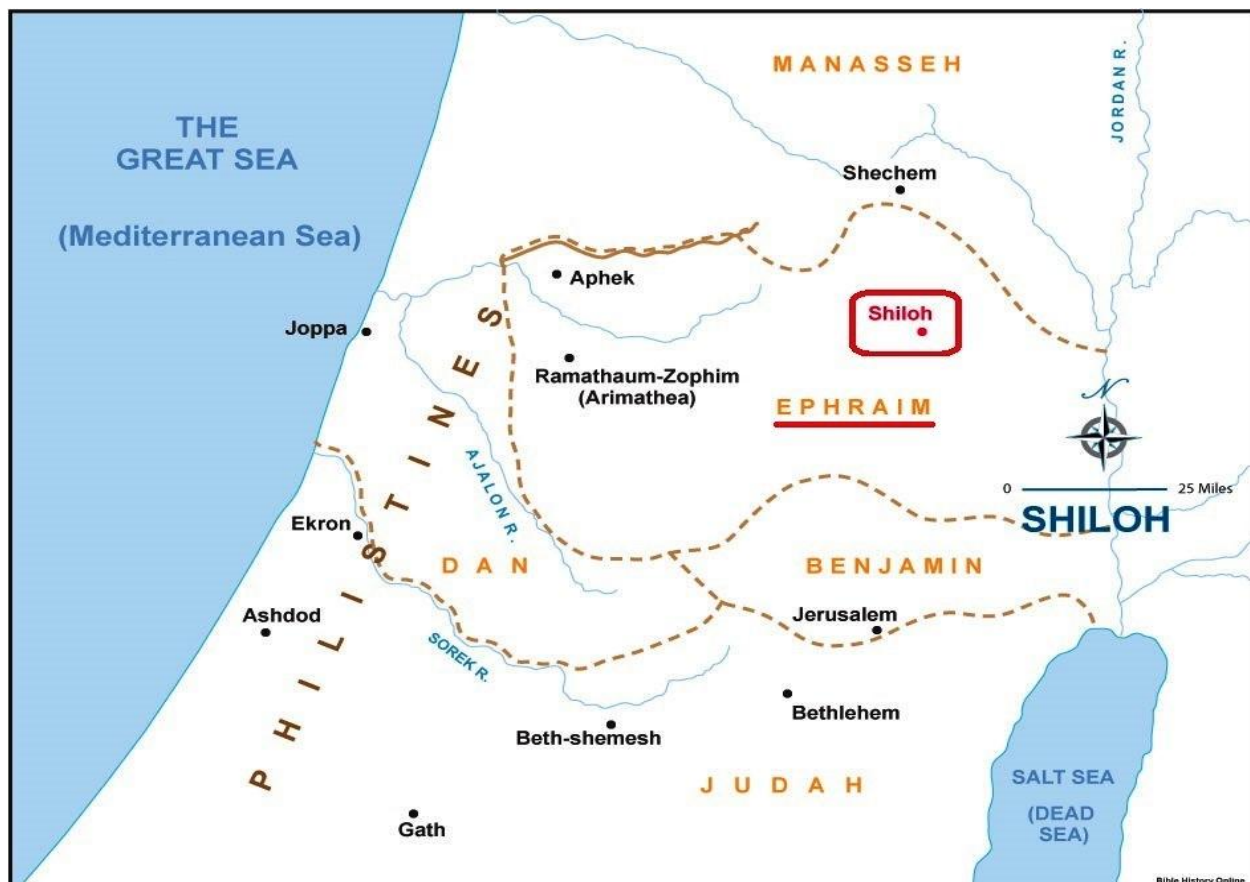 MANASSEH
JORDAN R.
THE
GREAT SEA
(Mediterranean Sea)
Shechem
Aphek
Shiloh
Joppa
Ramathaum-Zophim
(Arimathea)
EPHRAIM
N
PHILISTINES
AJALON R.
0 25 Miles
SHILOH
Ekron
DAN
BENJAMIN
Ashdod
Jerusalem
SOREK R.
Bethlehem
Beth-shemesh
JUDAH
SALT SEA
(DEAD
SEA)
Gath
Bible History Online